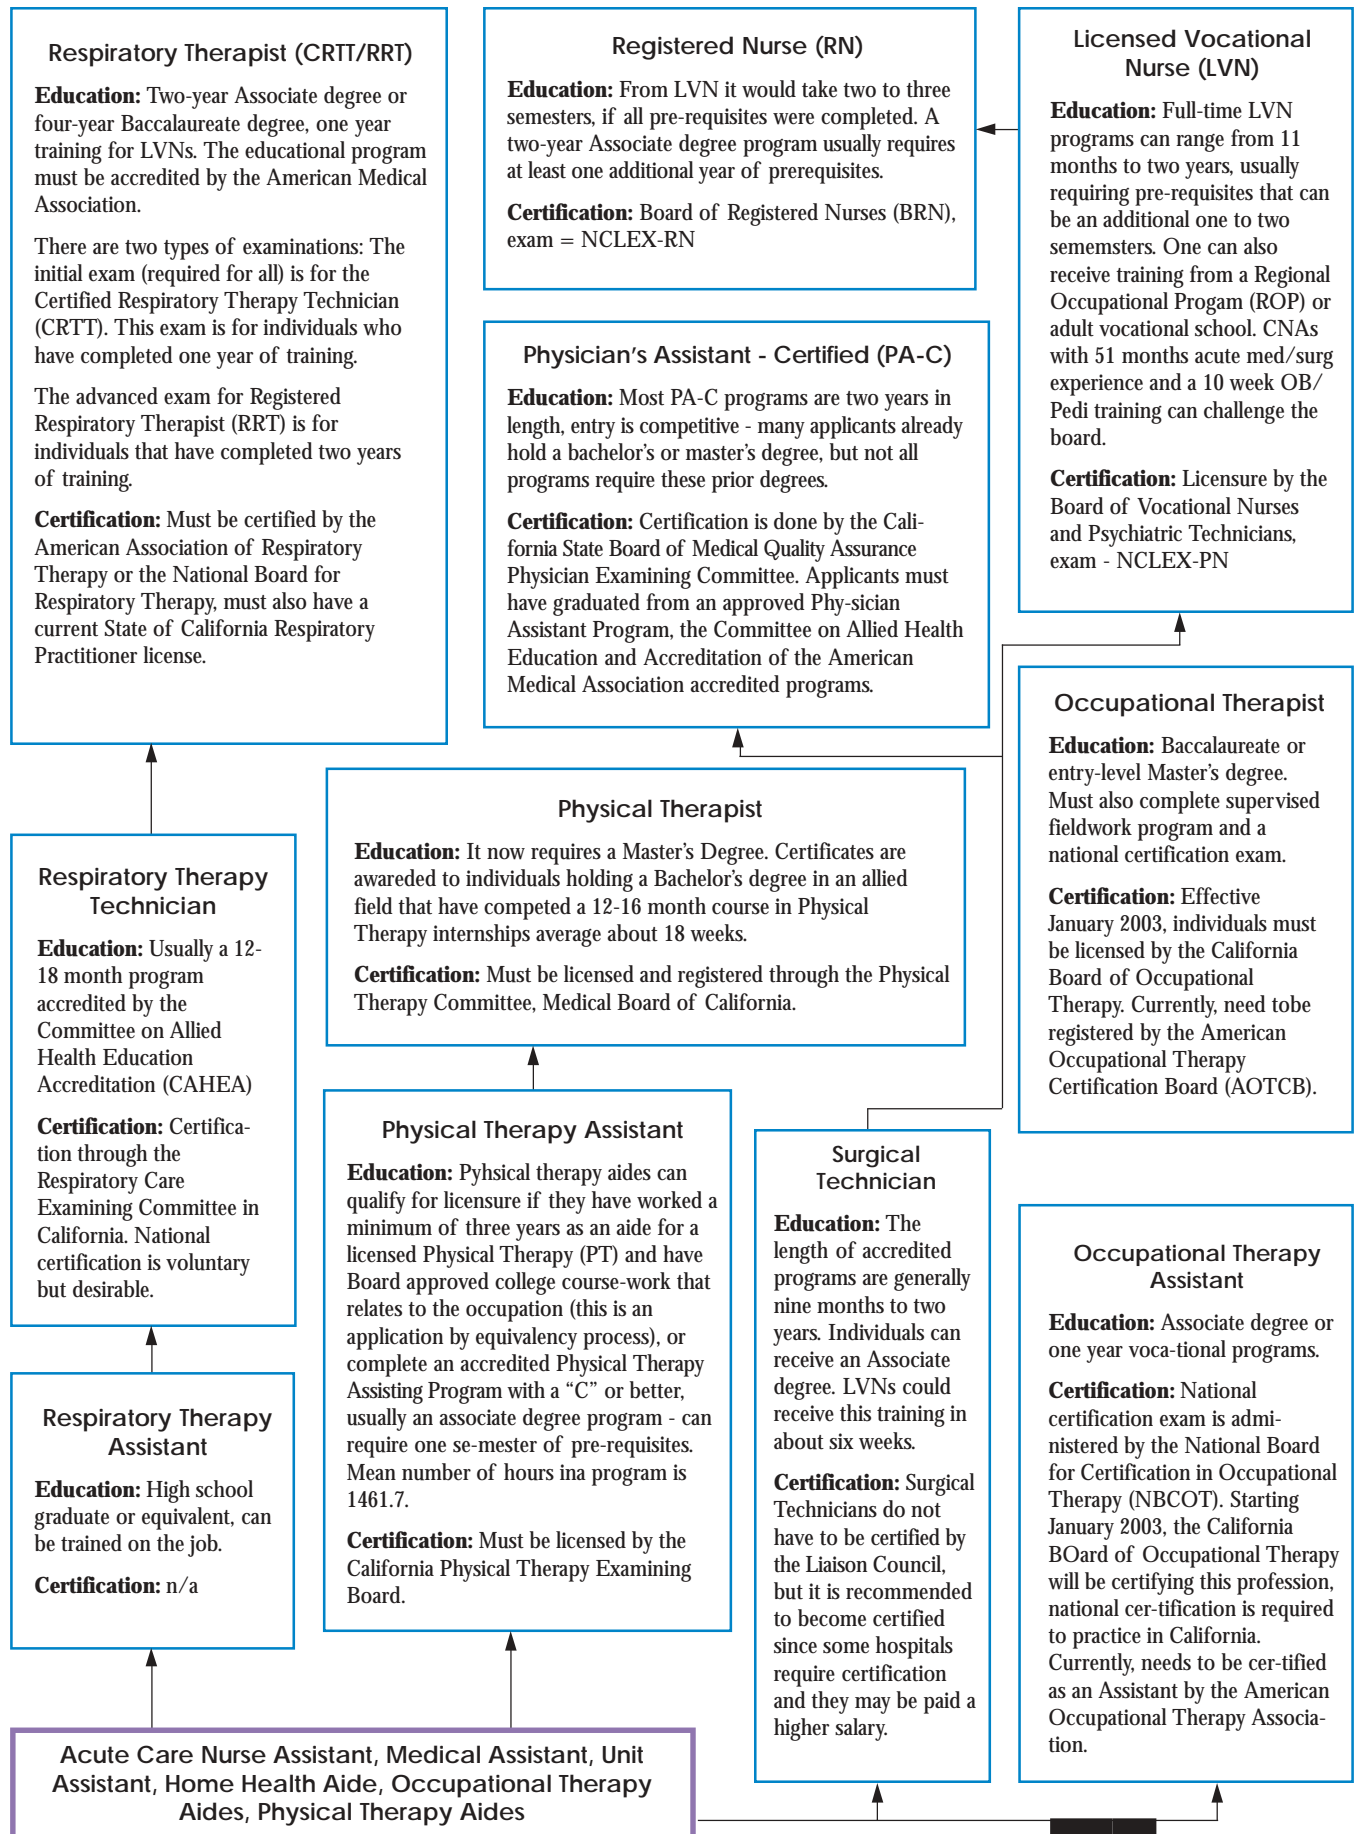 Respiratory Therapist (CRTT/RRT)
Education: Two-year Associate degree or
four-year Baccalaureate degree, one year
training for LVNs. The educational program
must be accredited by the American Medical
Association.
There are two types of examinations: The
initial exam (required for all) is for the
Certified Respiratory Therapy Technician
(CRTT). This exam is for individuals who
have completed one year of training.
The advanced exam for Registered
Respiratory Therapist (RRT) is for
individuals that have completed two years
of training.
Certification: Must be certified by the
American Association of Respiratory
Therapy or the National Board for
Respiratory Therapy, must also have a
current State of California Respiratory
Practitioner license.
Registered Nurse (RN)
Education: From LVN it would take two to three
semesters, if all pre-requisites were completed. A
two-year Associate degree program usually requires
at least one additional year of prerequisites.
Certification: Board of Registered Nurses (BRN),
exam = NCLEX-RN
Licensed Vocational
Nurse (LVN)
Education: Full-time LVN
programs can range from 11
months to two years, usually
requiring pre-requisites that can
be an additional one to two
sememsters. One can also
receive training from a Regional
Occupational Progam (ROP) or
adult vocational school. CNAs
with 51 months acute med/surg
experience and a 10 week OB/
Pedi training can challenge the
board.
Certification: Licensure by the
Board of Vocational Nurses
and Psychiatric Technicians,
exam - NCLEX-PN
Physician's Assistant - Certified (PA-C)
Education: Most PA-C programs are two years in
length, entry is competitive - many applicants already
hold a bachelor's or master's degree, but not all
programs require these prior degrees.
Certification: Certification is done by the Cali-
fornia State Board of Medical Quality Assurance
Physician Examining Committee. Applicants must
have graduated from an approved Phy-sician
Assistant Program, the Committee on Allied Health
Education and Accreditation of the American
Medical Association accredited programs.
Occupational Therapist
Education: Baccalaureate or
entry-level Master's degree.
Must also complete supervised
fieldwork program and a
national certification exam.
Certification: Effective
January 2003, individuals must
be licensed by the California
Board of Occupational
Therapy. Currently, need tobe
registered by the American
Occupational Therapy
Certification Board (AOTCB).
Physical Therapist
Education: It now requires a Master's Degree. Certificates are
awareded to individuals holding a Bachelor's degree in an allied
field that have competed a 12-16 month course in Physical
Therapy internships average about 18 weeks.
Certification: Must be licensed and registered through the Physical
Therapy Committee, Medical Board of California.
Respiratory Therapy
Technician
Education: Usually a 12-
18 month program
accredited by the
Committee on Allied
Health Education
Accreditation (CAHEA)
Certification: Certifica-
tion through the
Respiratory Care
Examining Committee in
California. National
certification is voluntary
but desirable.
Physical Therapy Assistant
Education: Pyhsical therapy aides can
qualify for licensure if they have worked a
minimum of three years as an aide for a
licensed Physical Therapy (PT) and have
Board approved college course-work that
relates to the occupation (this is an
application by equivalency process), or
complete an accredited Physical Therapy
Assisting Program with a “C” or better,
usually an associate degree program - can
require one se-mester of pre-requisites.
Mean number of hours ina program is
1461.7.
Certification: Must be licensed by the
California Physical Therapy Examining
Board.
Surgical
Technician
Education: The
length of accredited
programs are generally
nine months to two
years. Individuals can
receive an Associate
degree. LVNs could
receive this training in
about six weeks.
Certification: Surgical
Technicians do not
have to be certified by
the Liaison Council,
but it is recommended
to become certified
since some hospitals
require certification
and they may be paid a
higher salary.
Occupational Therapy
Assistant
Education: Associate degree or
one year voca-tional programs.
Certification: National
certification exam is admi-
nistered by the National Board
for Certification in Occupational
Therapy (NBCOT). Starting
January 2003, the California
BOard of Occupational Therapy
will be certifying this profession,
national cer-tification is required
to practice in California.
Currently, needs to be cer-tified
as an Assistant by the American
Occupational Therapy Associa-
tion.
Respiratory Therapy
Assistant
Education: High school
graduate or equivalent, can
be trained on the job.
Certification: n/a
Acute Care Nurse Assistant, Medical Assistant, Unit
Assistant, Home Health Aide, Occupational Therapy
Aides, Physical Therapy Aides